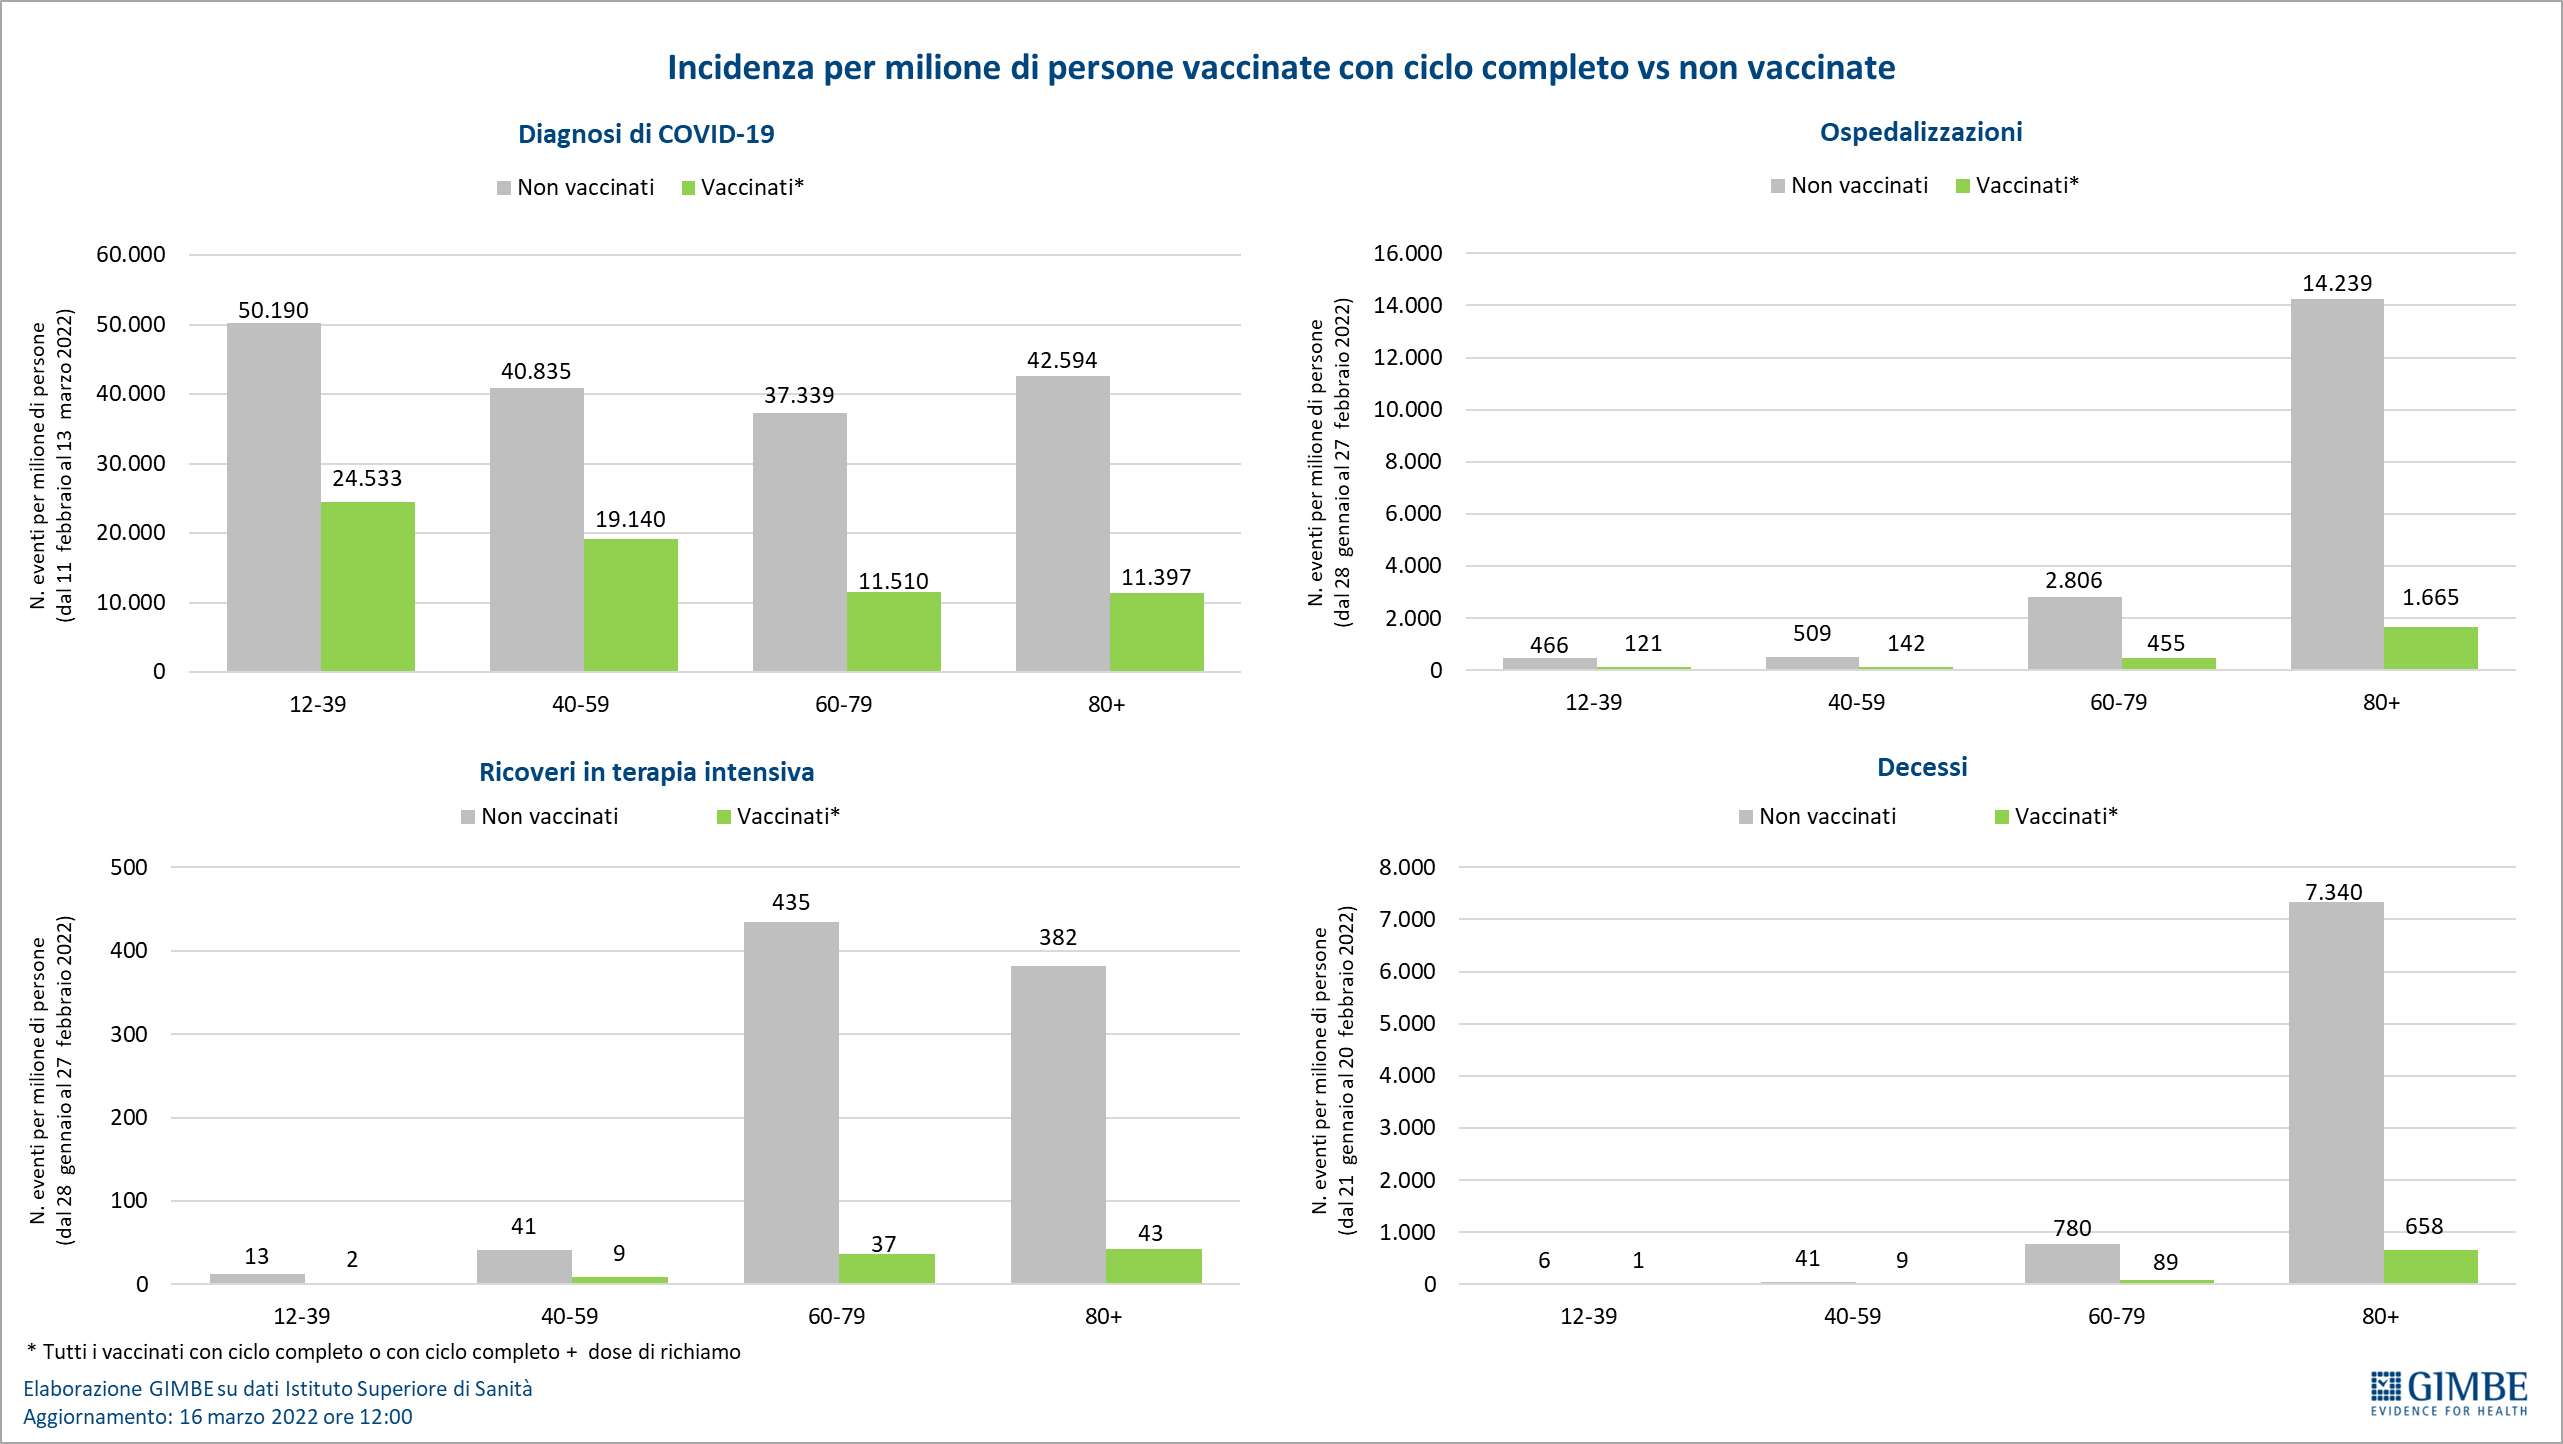 Incidenza per milione di persone vaccinate con ciclo completo vs non vaccinate
Diagnosi di COVID-19
Non vaccinati Vaccinati*
N. eventi per milione di persone
(dal 11 febbraio al 13 marzo 2022)
60.000
50.000
40.000
30.000
20.000
10.000
0
50.190
24.533
40.835
19.140
37.339
11.510
42.594
11.397
12-39 40-59 60-79 80+
Ospedalizzazioni
Non vaccinati Vaccinati*
N. eventi per milione di persone
(dal 28 gennaio al 27 febbraio 2022)
16.000
14.000
12.000
10.000
8.000
6.000
4.000
2.000
0
466
121
509
142
2.806
455
14.239
1.665
12-39 40-59 60-79 80+
Ricoveri in terapia intensiva
Non vaccinati Vaccinati*
N. eventi per milione di persone
(dal 28 gennaio al 27 febbraio 2022)
500
400
300
200
100
0
13
2
41
9
435
37
382
43
12-39 40-59 60-79 80+
Decessi
Non vaccinati Vaccinati*
N. eventi per milione di persone
(dal 21 gennaio al 20 febbraio 2022)
8.000
7.000
6.000
5.000
4.000
3.000
2.000
1.000
0
6
1
41
9
780
89
7.340
658
12-39 40-59 60-79 80+
* Tutti i vaccinati con ciclo completo o con ciclo completo + dose di richiamo
Elaborazione GIMBE su dati Istituto Superiore di Sanità
Aggiornamento: 16 marzo 2022 ore 12:00
GIMBE
EVIDENCE FOR HEALTH